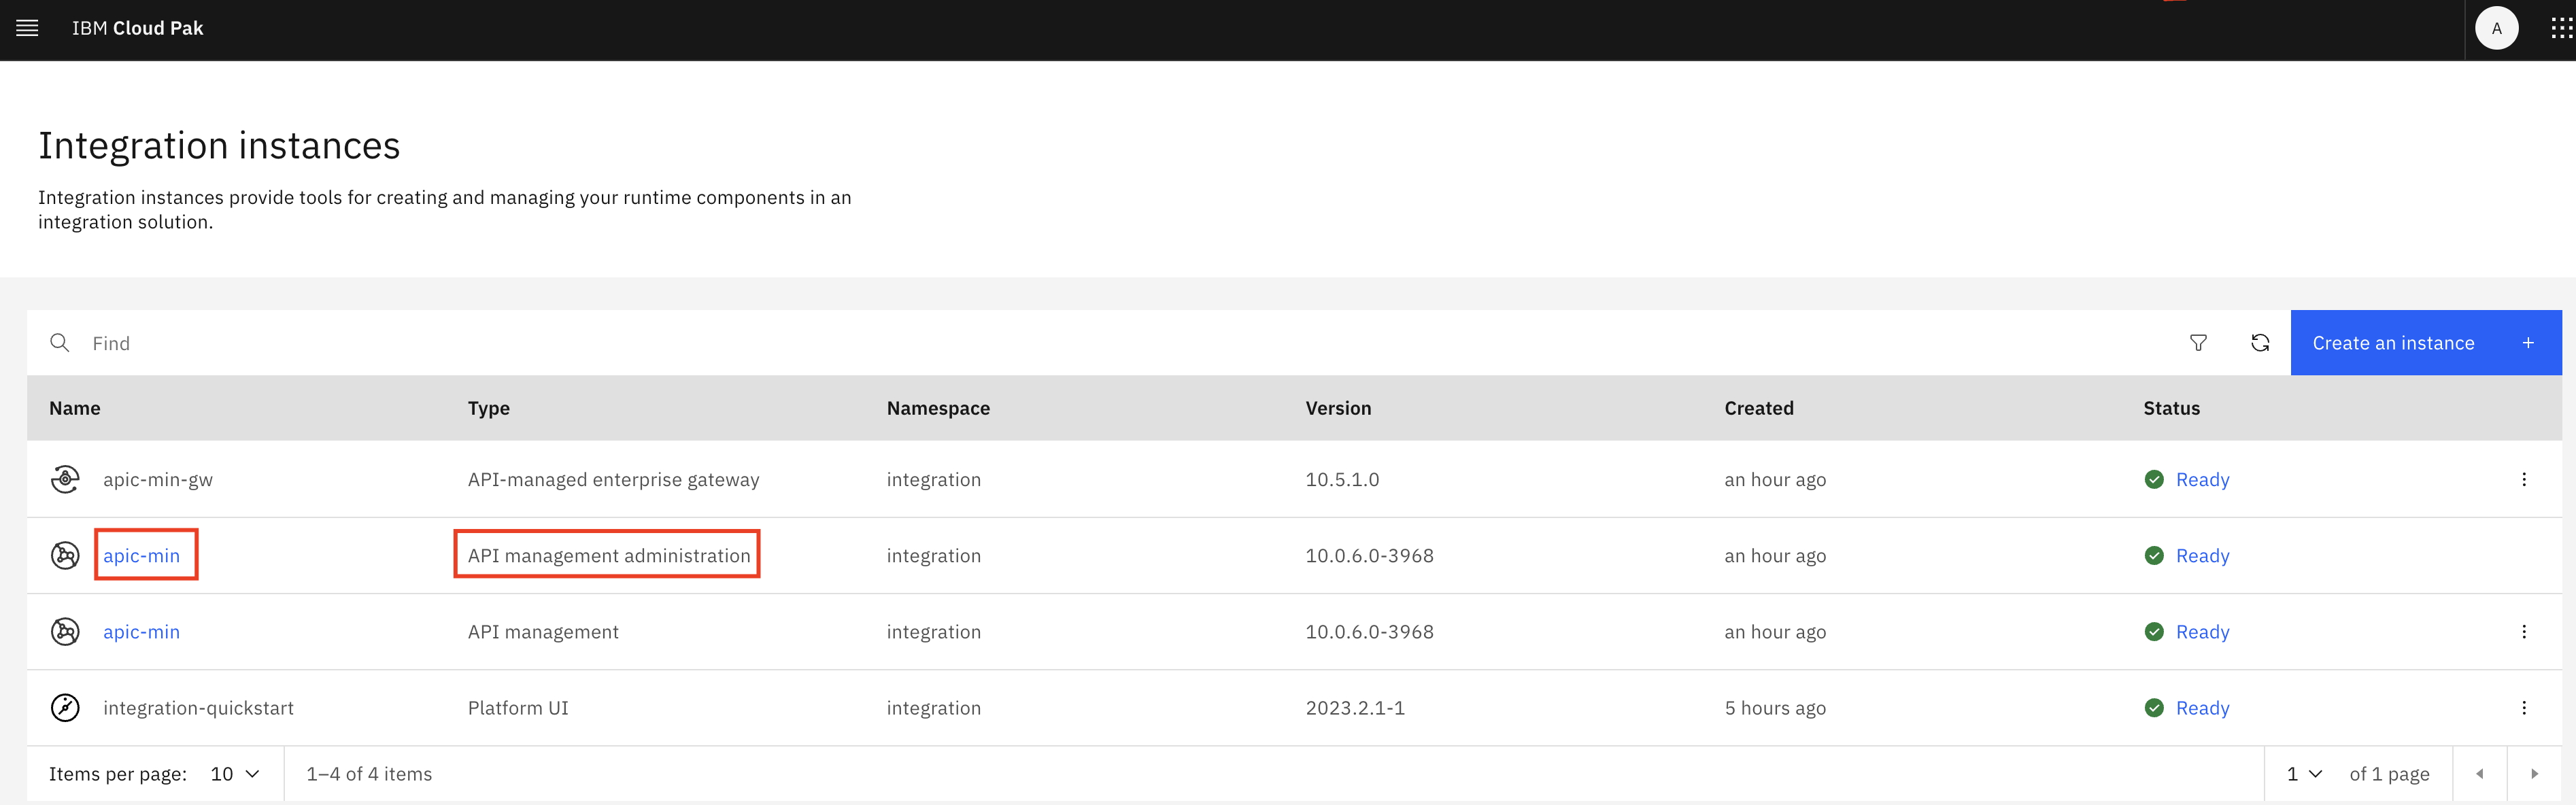 IBM Cloud Pak
A
Integration instances
Integration instances provide tools for creating and managing your runtime components in an
integration solution.
Find
Create an instance +
Name Type Namespace Version Created Status
apic-min-gw API-managed enterprise gateway integration 10.5.1.0 an hour ago Ready
apic-min API management administration integration 10.0.6.0-3968 an hour ago Ready
apic-min API management integration 10.0.6.0-3968 an hour ago Ready
integration-quickstart Platform UI integration 2023.2.1-1 5 hours ago Ready
Items per page: 10 1–4 of 4 items 1 of 1 page